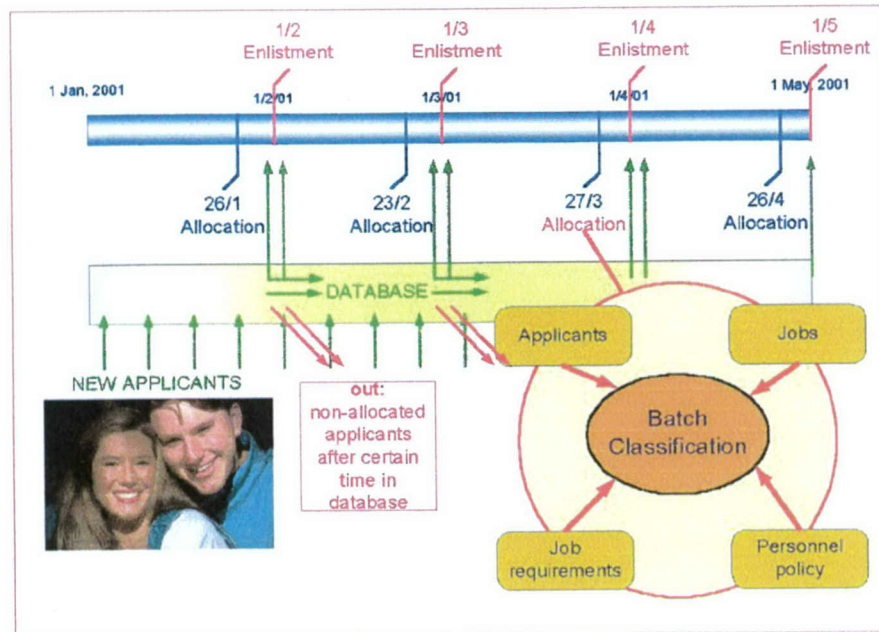 1/2
Enlistment
1/3
Enlistment
1/4
Enlistment
1/5
Enlistment
1 Jan, 2001
1/2/01
1/3/01
1/4/01
1 May, 2001
26/1
Allocation
23/2
Allocation
27/3
Allocation
26/4
Allocation
DATABASE
NEW APPLICANTS
out:
non-allocated
applicants
after certain
time in
database
Applicants
Jobs
Batch
Classification
Job
requirements
Personnel
policy